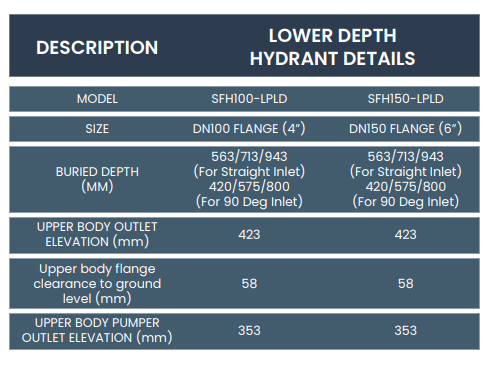 DESCRIPTION
LOWER DEPTH
HYDRANT DETAILS
MODEL SFH100-LPLD SFH150-LPLD
SIZE DN100 FLANGE (4”) DN150 FLANGE (6”)
BURIED DEPTH
(MM)
563/713/943
(For Straight Inlet)
420/575/800
(For 90 Deg Inlet)
563/713/943
(For Straight Inlet)
420/575/800
(For 90 Deg Inlet)
UPPER BODY OUTLET
ELEVATION (mm)
423 423
Upper body flange
clearance to ground
level (mm)
58 58
UPPER BODY PUMPER
OUTLET ELEVATION (mm)
353 353